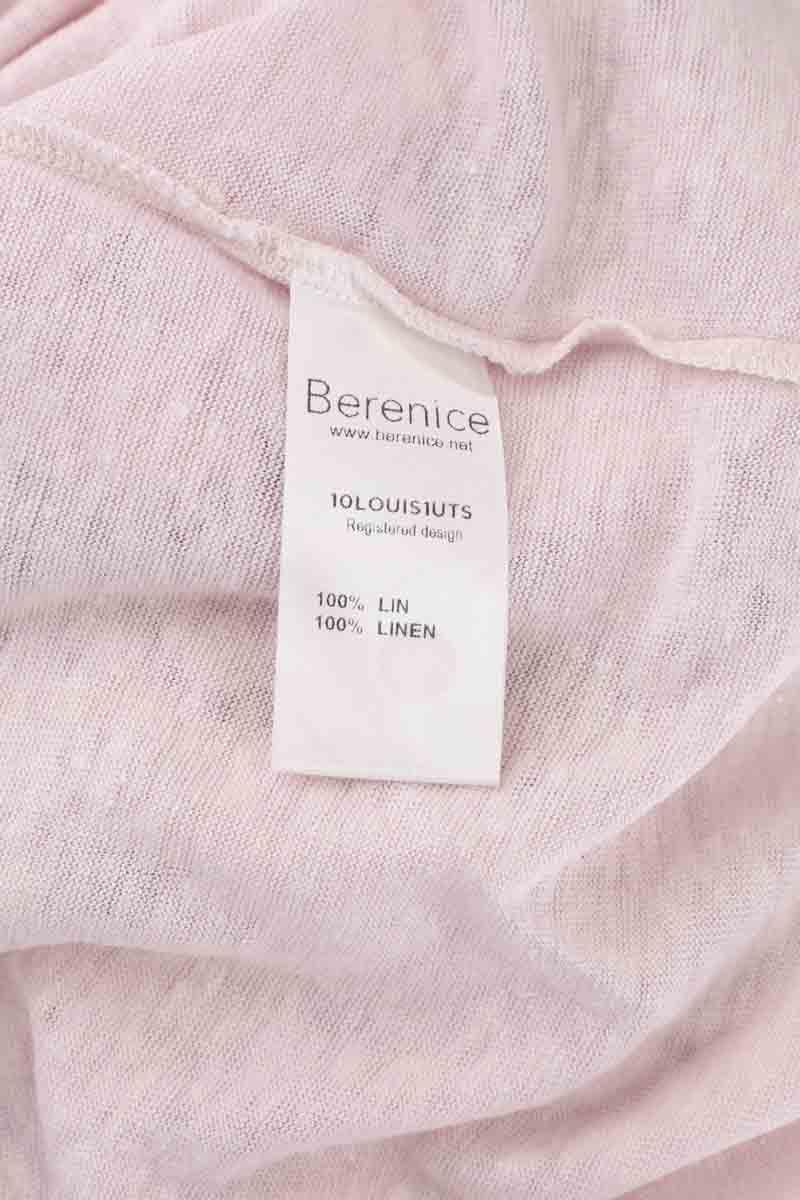 Berenice
www.berenice.net
10LOUIS1UTS
Registered design
100% LIN
100% LINEN